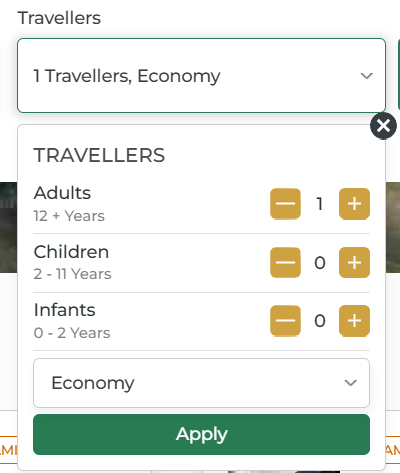 Travellers
1 Travellers, Economy
TRAVELLERS
Adults
12 + Years
1
Children
2 - 11 Years
0
Infants
0 - 2 Years
0
Economy
Apply